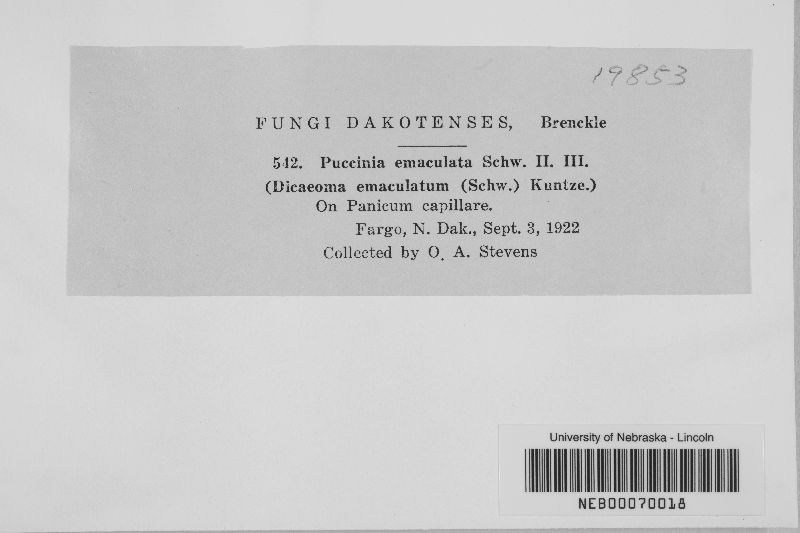 19853
FUNGI DAKOTENSES, Brenckle
542. Puccinia emaculata Schw. II. III.
(Dicaeoma emaculatum (Schw.) Kuntze.)
On Panicum capillare.
Fargo, N. Dak., Sept. 3, 1922
Collected by O. A. Stevens
University of Nebraska - Lincoln
NEB00070018